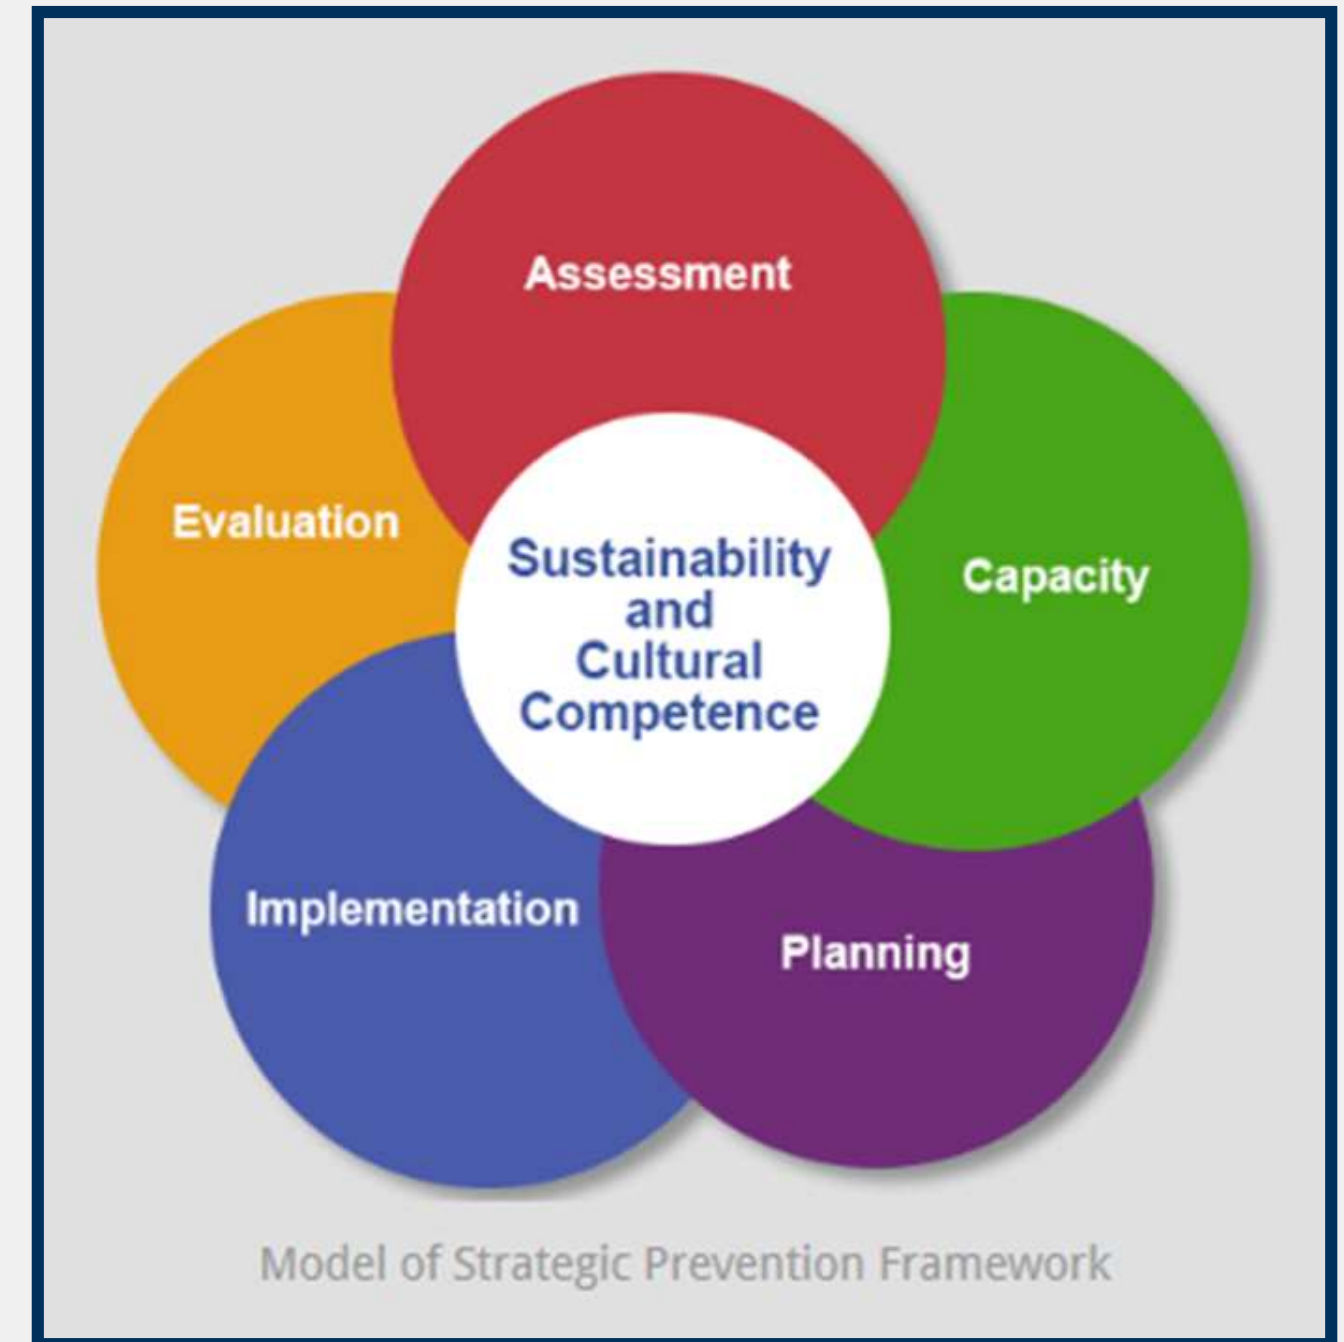 Assessment
Evaluation
Capacity
Sustainability
and
Cultural
Competence
Implementation
Planning
Model of Strategic Prevention Framework